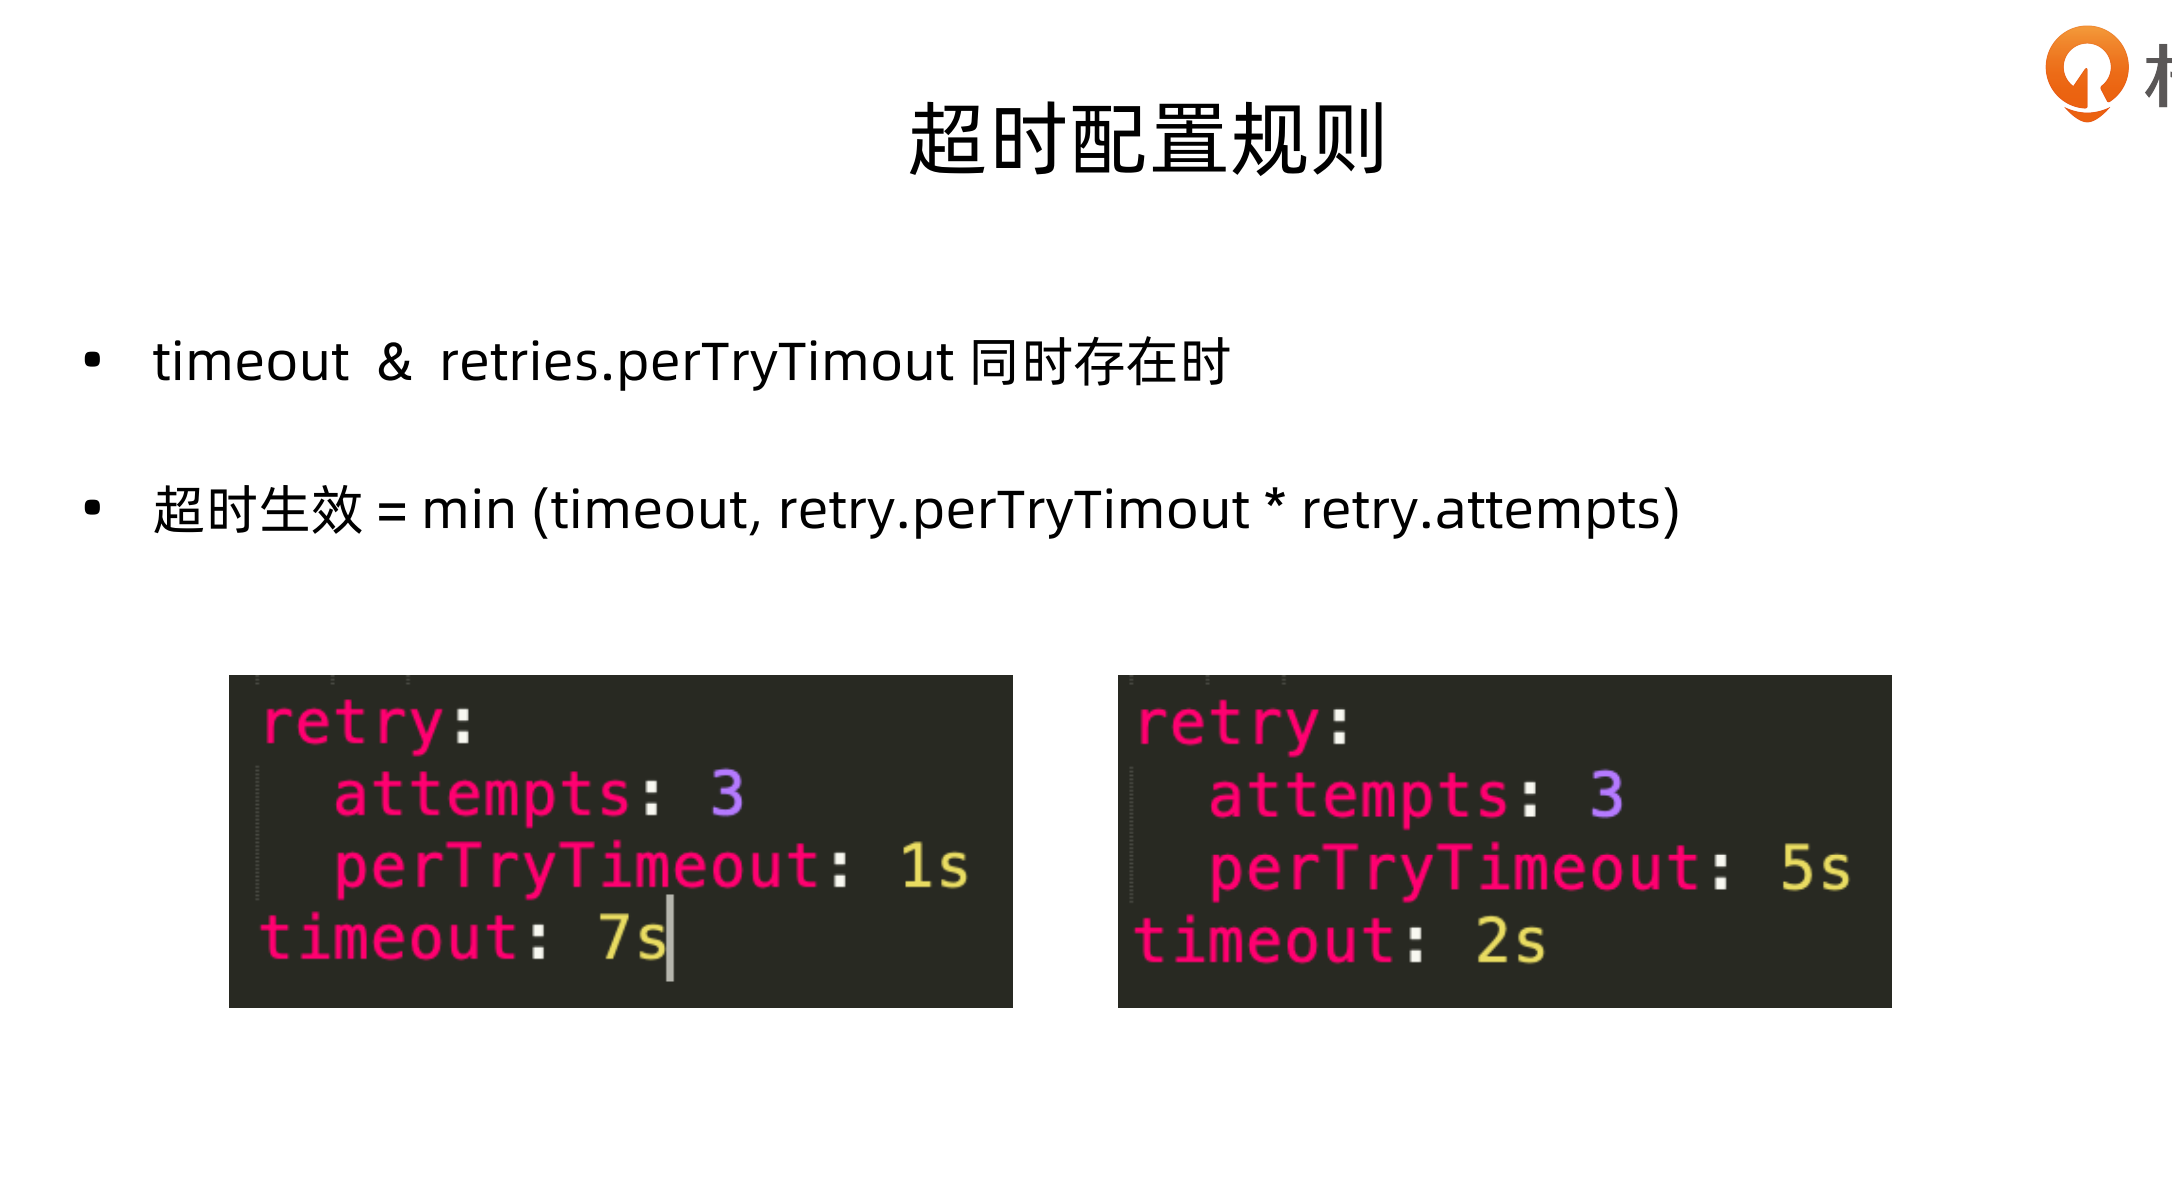 超时配置规则
• timeout & retries.perTryTimout 同时存在时
• 超时生效 = min (timeout, retry.perTryTimout * retry.attempts)
retry:
attempts: 3
perTryTimeout: 1s
timeout: 7s
retry:
attempts: 3
perTryTimeout: 5s
timeout: 2s